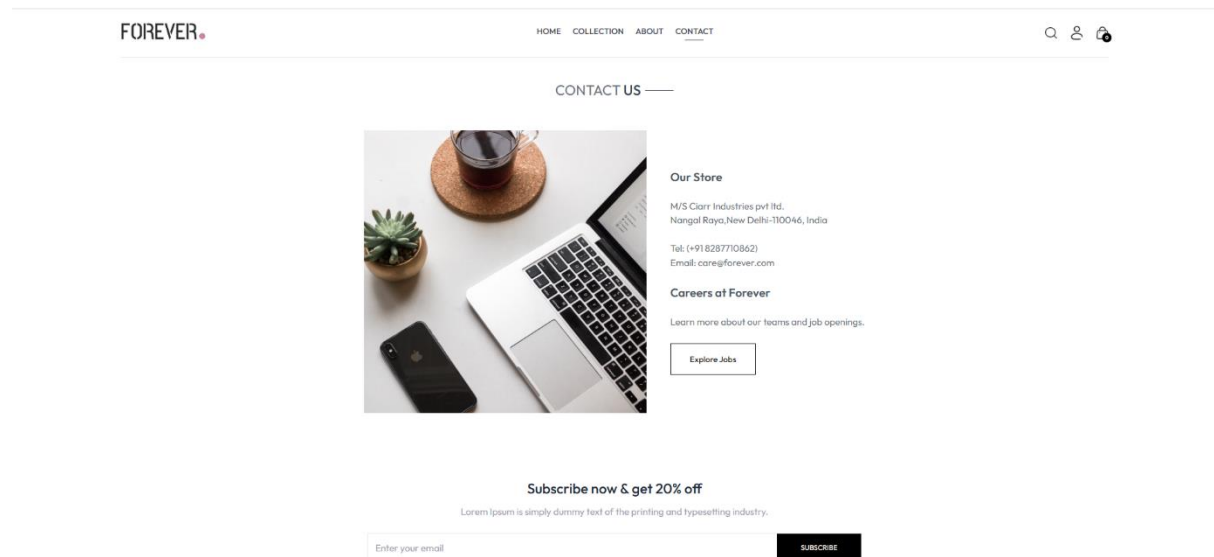 FOREVER.
HOME COLLECTION ABOUT CONTACT
0
CONTACT US
Our Store
M/S Ciarr Industries pvt ltd.
Nangal Raya,New Delhi-110046, India
Tel: (+91 8287710862)
Email: care@forever.com
Careers at Forever
Learn more about our teams and job openings.
Explore Jobs
Subscribe now & get 20% off
Lorem Ipsum is simply dummy text of the printing and typesetting industry.
Enter your email SUBSCRIBE